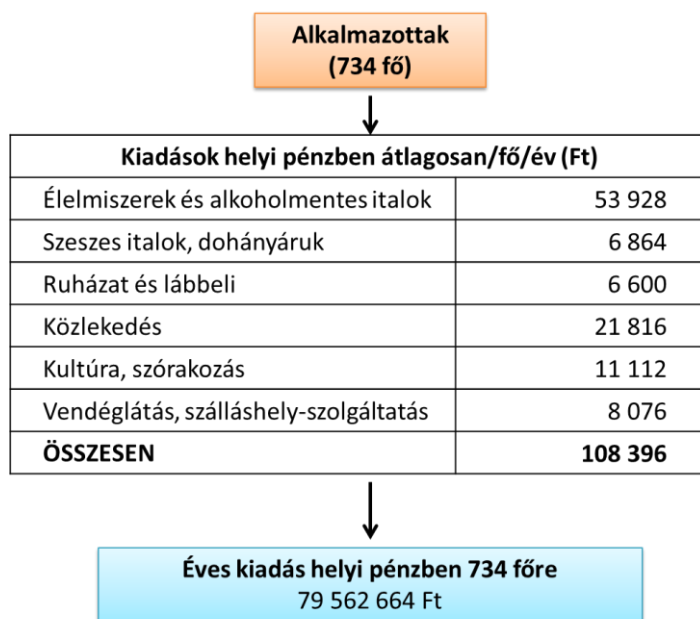 Alkalmazottak
(734 fő)
Kiadások helyi pénzben átlagosan/fő/év (Ft)
Élelmiszerek és alkoholmentes italok 53 928
Szeszes italok, dohányáruk 6 864
Ruházat és lábbeli 6 600
Közlekedés 21 816
Kultúra, szórakozás 11 112
Vendéglátás, szálláshely-szolgáltatás 8 076
ÖSSZESEN 108 396
Éves kiadás helyi pénzben 734 főre
79 562 664 Ft